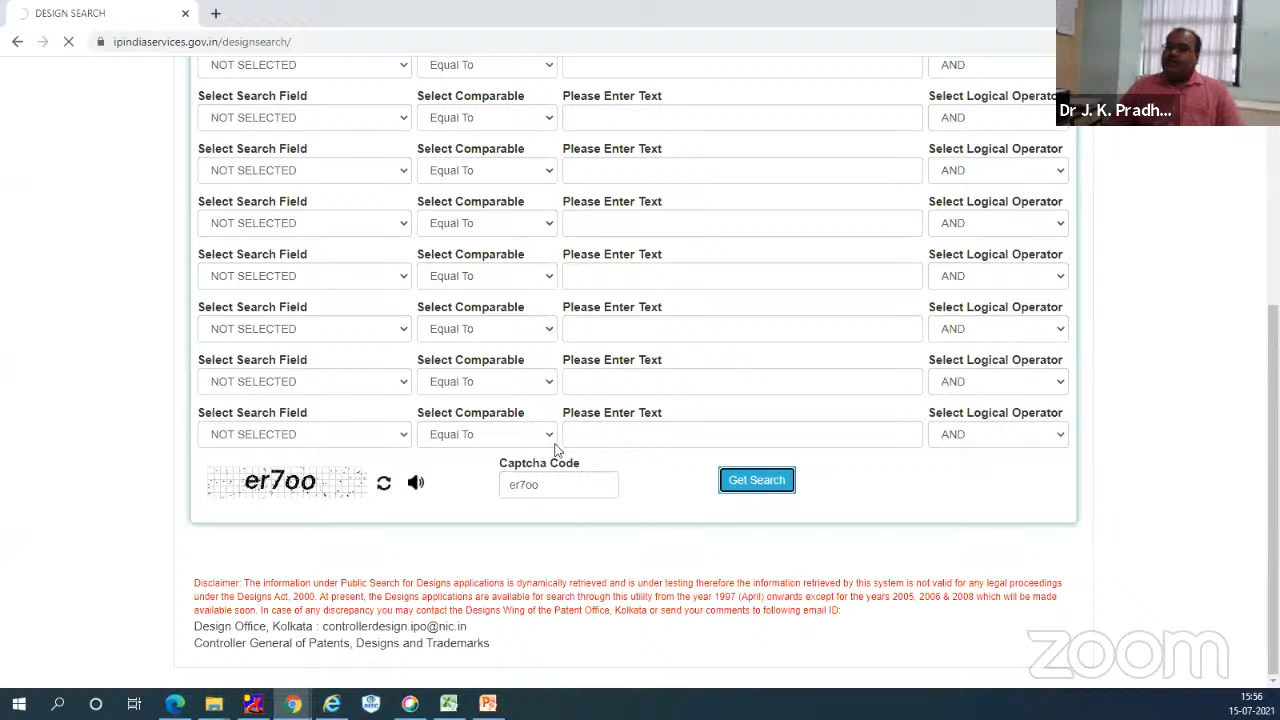 DESIGN SEARCH
ipindiaservices.gov.in/designsearch/
Dr J. K. Pradh...
NOT SELECTED Equal To AND
Select Search Field Select Comparable Please Enter Text Select Logical Operato
NOT SELECTED Equal To AND
Select Search Field Select Comparable Please Enter Text Select Logical Operator
NOT SELECTED Equal To AND
Select Search Field Select Comparable Please Enter Text Select Logical Operator
NOT SELECTED Equal To AND
Select Search Field Select Comparable Please Enter Text Select Logical Operator
NOT SELECTED Equal To AND
Select Search Field Select Comparable Please Enter Text Select Logical Operator
NOT SELECTED Equal To AND
Select Search Field Select Comparable Please Enter Text Select Logical Operator
NOT SELECTED Equal To AND
Select Search Field Select Comparable Please Enter Text Select Logical Operator
NOT SELECTED Equal To AND
Captcha Code
er7oo er7oo Get Search
Disclaimer: The information under Public Search for Designs applications is dynamically retrieved and is under testing therefore the information retrieved by this system is not valid for any legal proceedings
under the Designs Act, 2000. At present, the Designs applications are available for search through this utility from the year 1997 (April) onwards except for the years 2005, 2006 & 2008 which will be made
available soon. In case of any discrepancy you may contact the Designs Wing of the Patent Office, Kolkata or send your comments to following email ID:
Design Office, Kolkata : controllerdesign.ipo@nic.in
Controller General of Patents, Designs and Trademarks
zoom
15:56
15-07-2021